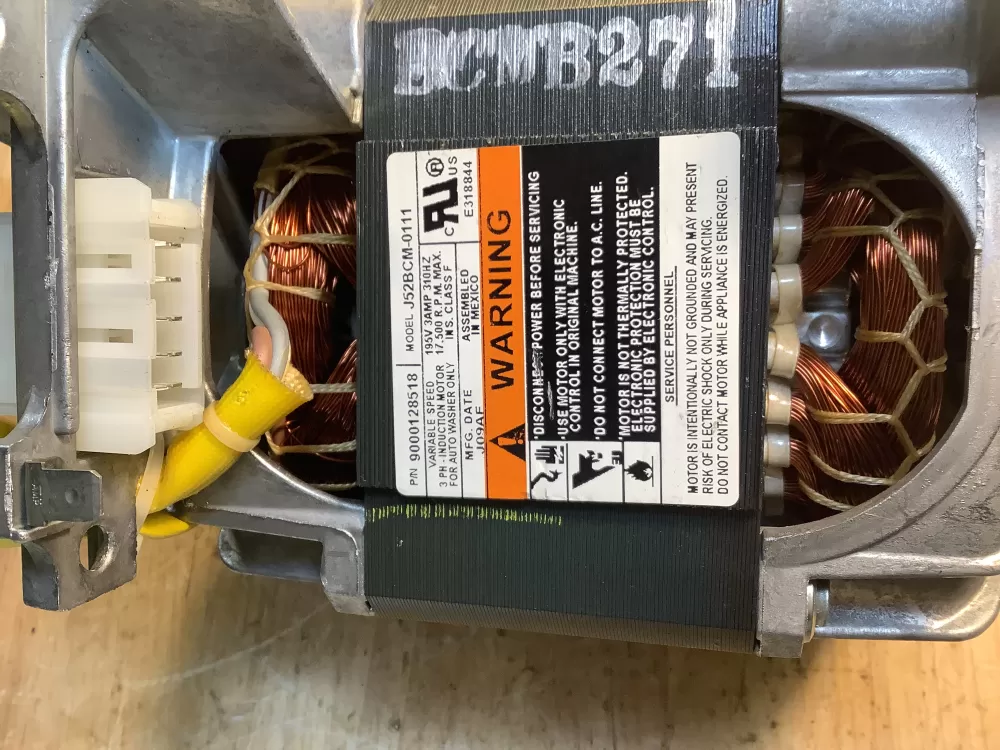 BCMB271
P/N 9000128518
MODEL J52BCM-0111
VARIABLE SPEED
3 PH - INDUCTION MOTOR
FOR AUTO WASHER ONLY
195V 3AMP 310HZ
17,500 R.P.M. MAX.
INS. CLASS F
MFG. DATE
J09AF
ASSEMBLED
IN MEXICO
C RU ® US
E318844
WARNING
*DISCONNECT POWER BEFORE SERVICING
*USE MOTOR ONLY WITH ELECTRONIC
CONTROL IN ORIGINAL MACHINE.
*DO NOT CONNECT MOTOR TO A.C. LINE.
*MOTOR IS NOT THERMALLY PROTECTED.
ELECTRONIC PROTECTION MUST BE
SUPPLIED BY ELECTRONIC CONTROL.
SERVICE PERSONNEL
MOTOR IS INTENTIONALLY NOT GROUNDED AND MAY PRESENT
RISK OF ELECTRIC SHOCK ONLY DURING SERVICING.
DO NOT CONTACT MOTOR WHILE APPLIANCE IS ENERGIZED.